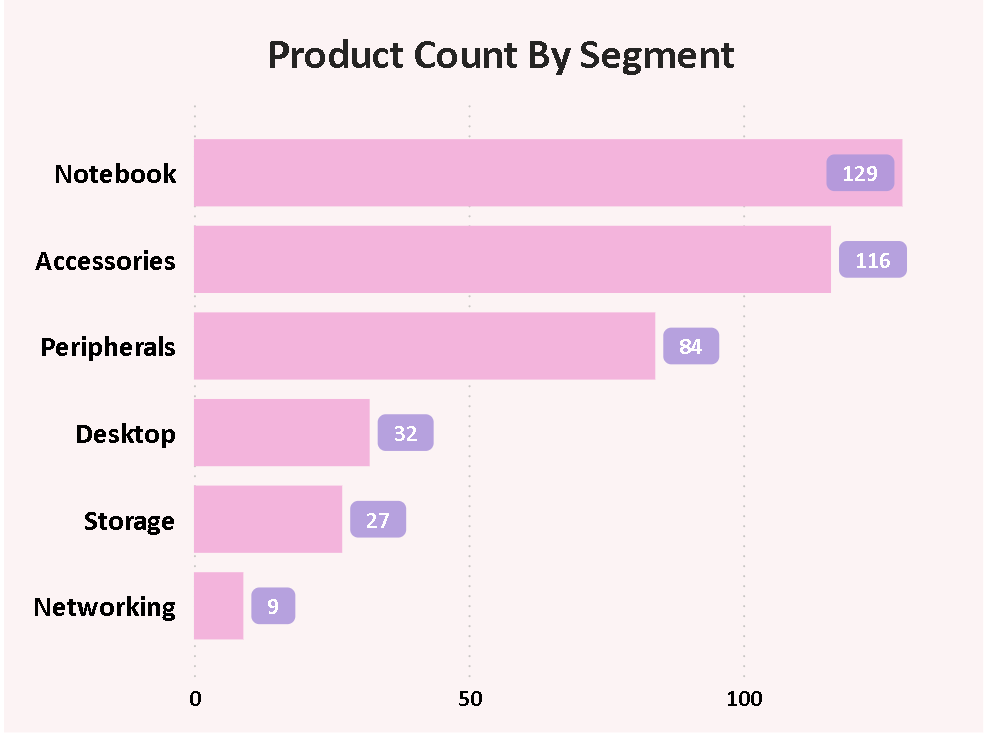 Product Count By Segment
Notebook 129
Accessories 116
Peripherals 84
Desktop 32
Storage 27
Networking 9
0 50 100